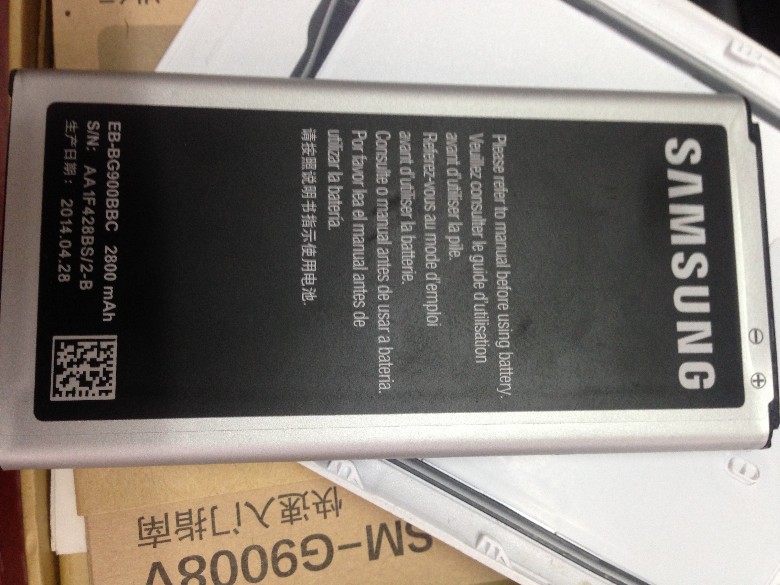 SAMSUNG
Please refer to manual before using battery.
Veuillez consulter le guide d'utilisation
avant d'utiliser la pile.
Référez-vous au mode d'emploi
avant d'utiliser la batterie.
Consulte o manual antes de usar a bateria.
Por favor lea el manual antes de
utilizar la batería.
请按照说明书指示使用电池.
EB-BG900BBC 2800 mAh
S/N: AA1F428BS/2-B
生产日期: 2014.04.28
SM-G9008V
快速入门指南